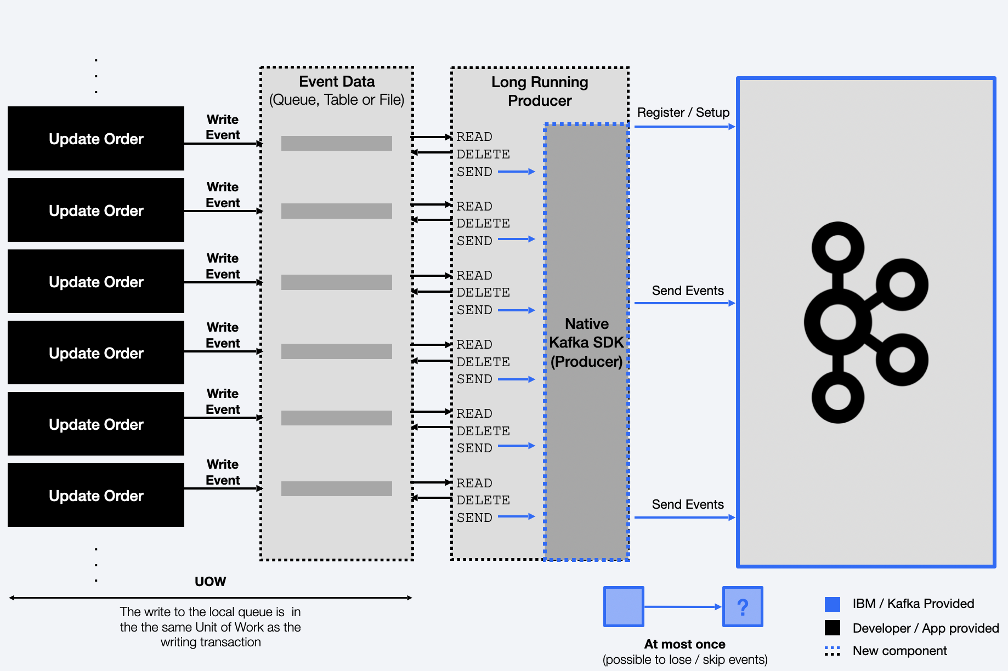 Event Data
(Queue, Table or File)
Long Running
Producer
Register / Setup
Update Order
Write
Event
READ
DELETE
SEND
Update Order
Write
Event
READ
DELETE
SEND
Update Order
Write
Event
READ
DELETE
SEND
Send Events
Native
Kafka SDK
(Producer)
Update Order
Write
Event
READ
DELETE
SEND
Update Order
Write
Event
READ
DELETE
SEND
Update Order
Write
Event
READ
DELETE
SEND
Send Events
UOW
The write to the local queue is in
the the same Unit of Work as the
writing transaction
?
At most once
(possible to lose / skip events)
IBM / Kafka Provided
Developer / App provided
New component